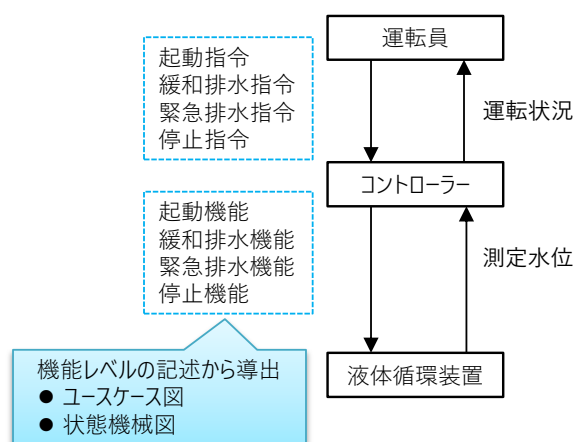 運転員
起動指令
緩和排水指令
緊急排水指令
停止指令
運転状況
コントローラー
起動機能
緩和排水機能
緊急排水機能
停止機能
測定水位
液体循環装置
機能レベルの記述から導出
● ユースケース図
● 状態機械図